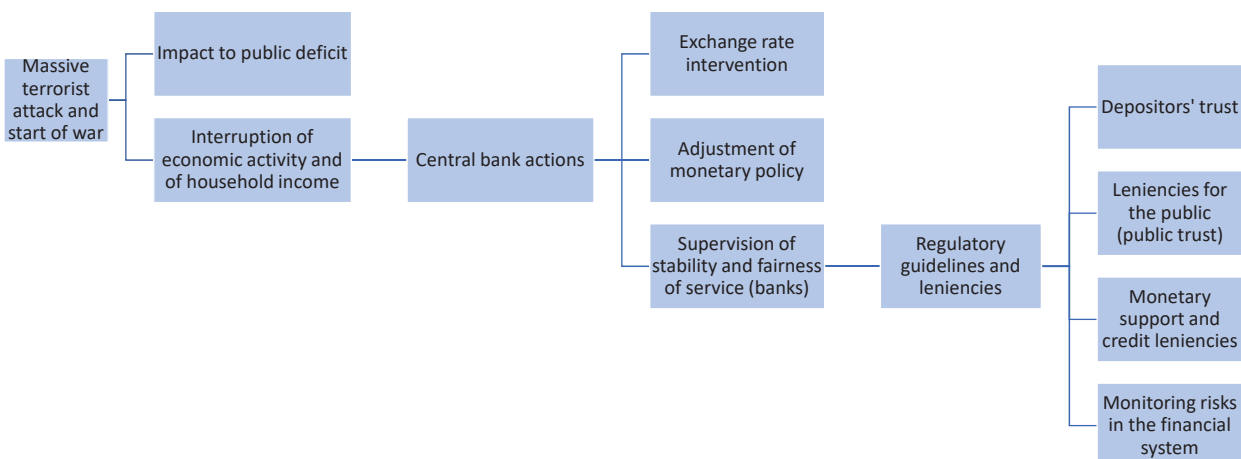 Massive
terrorist
attack and
start of war
Impact to public deficit
Interruption of
economic activity and
of household income
Central bank actions
Exchange rate
intervention
Adjustment of
monetary policy
Supervision of
stability and fairness
of service (banks)
Regulatory
guidelines and
leniencies
Depositors' trust
Leniencies for
the public
(public trust)
Monetary
support and
credit leniencies
Monitoring risks
in the financial
system